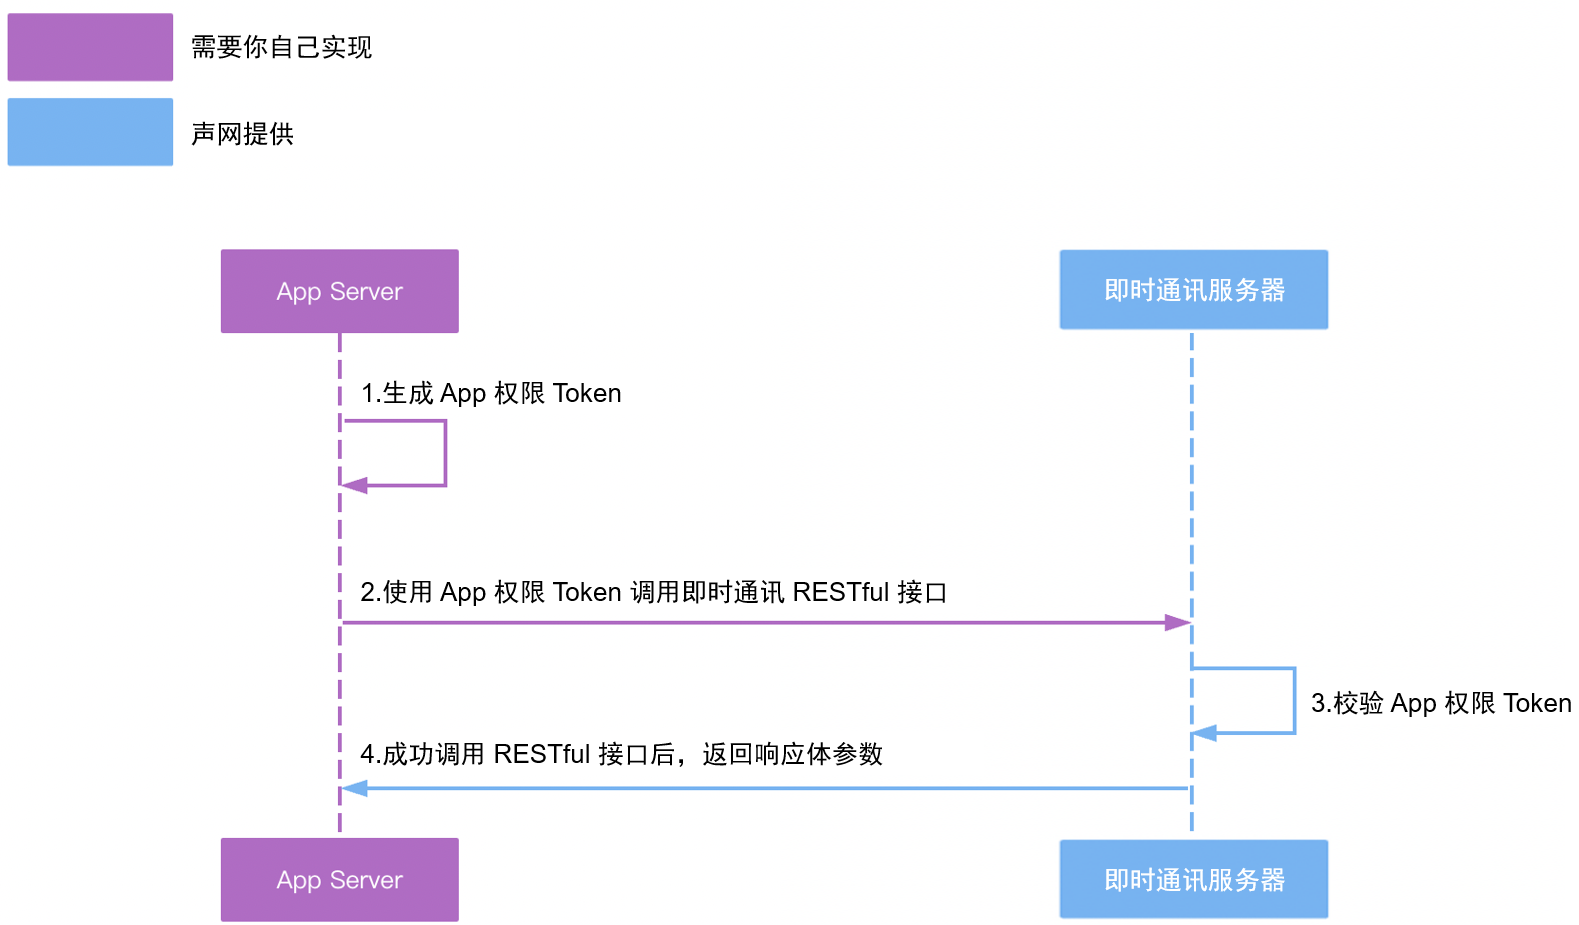 需要你自己实现
声网提供
App Server
即时通讯服务器
1.生成 App 权限 Token
2.使用 App 权限 Token 调用即时通讯 RESTful 接口
3.校验 App 权限 Token
4.成功调用 RESTful 接口后，返回响应体参数
App Server
即时通讯服务器